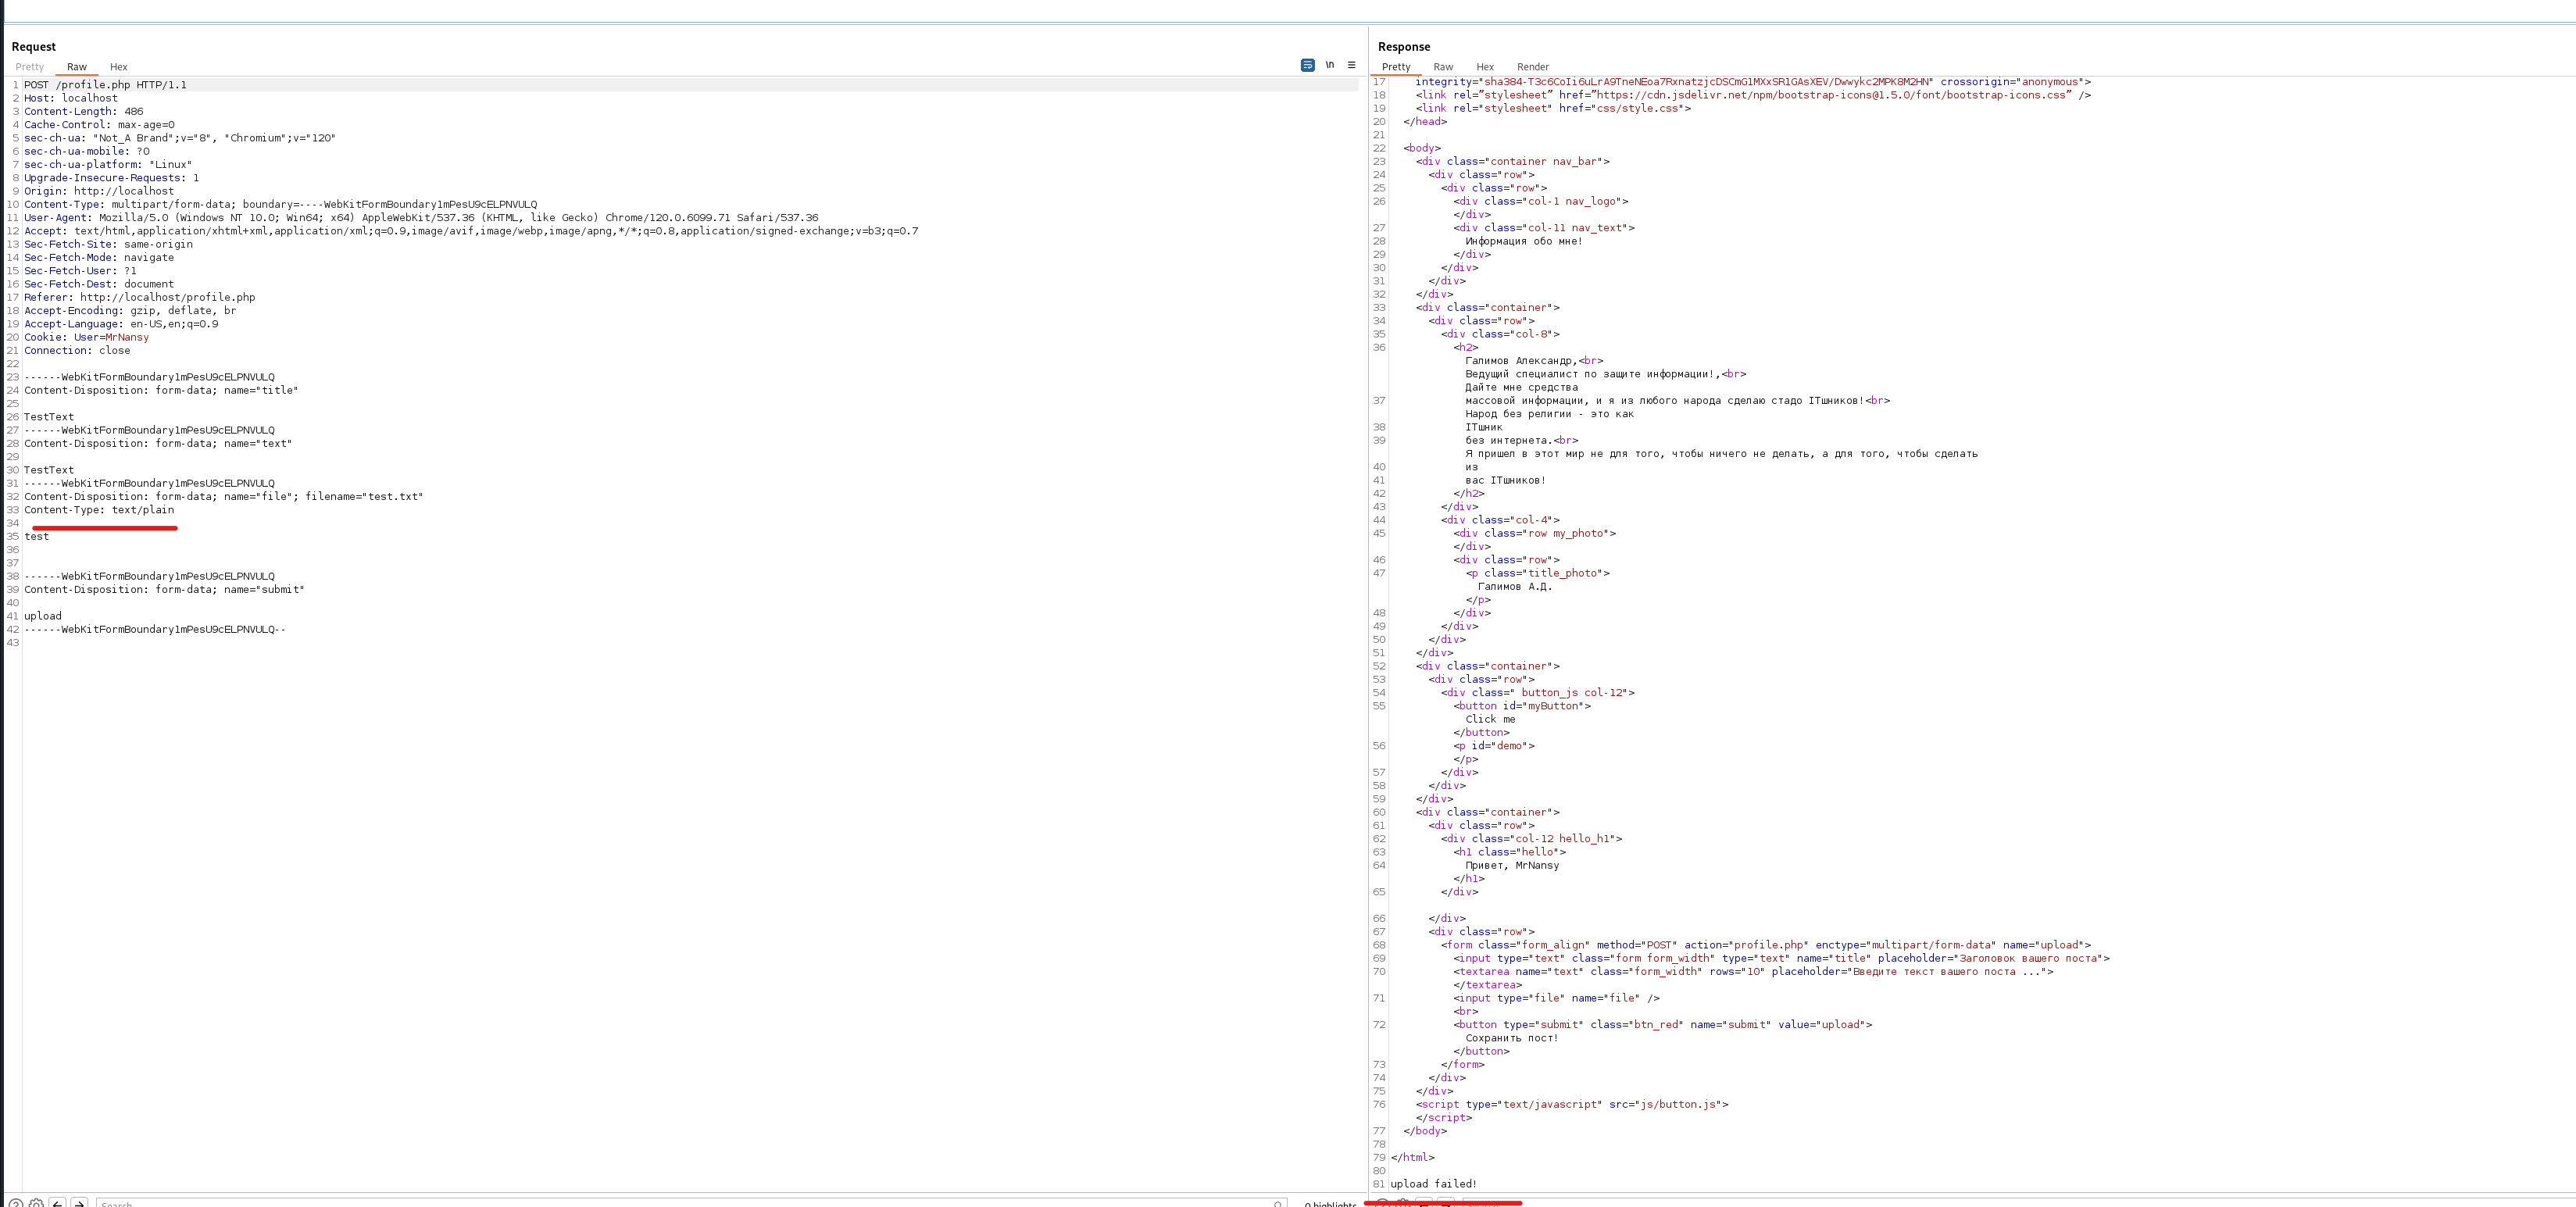 Request
Pretty Raw Hex
\n
1 POST /profile.php HTTP/1.1
2 Host: localhost
3 Content-Length: 486
4 Cache-Control: max-age=0
5 sec-ch-ua: "Not_A Brand";v="8", "Chromium";v="120"
6 sec-ch-ua-mobile: ?0
7 sec-ch-ua-platform: "Linux"
8 Upgrade-Insecure-Requests: 1
9 Origin: http://localhost
10 Content-Type: multipart/form-data; boundary=----WebKitFormBoundary1mPesU9cELPNVULQ
11 User-Agent: Mozilla/5.0 (Windows NT 10.0; Win64; x64) AppleWebKit/537.36 (KHTML, like Gecko) Chrome/120.0.6099.71 Safari/537.36
12 Accept: text/html,application/xhtml+xml,application/xml;q=0.9,image/avif,image/webp,image/apng,*/*;q=0.8,application/signed-exchange;v=b3;q=0.7
13 Sec-Fetch-Site: same-origin
14 Sec-Fetch-Mode: navigate
15 Sec-Fetch-User: ?1
16 Sec-Fetch-Dest: document
17 Referer: http://localhost/profile.php
18 Accept-Encoding: gzip, deflate, br
19 Accept-Language: en-US,en;q=0.9
20 Cookie: User=MrNansy
21 Connection: close
22
23 ------WebKitFormBoundary1mPesU9cELPNVULQ
24 Content-Disposition: form-data; name="title"
25
26 TestText
27 ------WebKitFormBoundary1mPesU9cELPNVULQ
28 Content-Disposition: form-data; name="text"
29
30 TestText
31 ------WebKitFormBoundary1mPesU9cELPNVULQ
32 Content-Disposition: form-data; name="file"; filename="test.txt"
33 Content-Type: text/plain
34
35 test
36
37
38 ------WebKitFormBoundary1mPesU9cELPNVULQ
39 Content-Disposition: form-data; name="submit"
40
41 upload
42 ------WebKitFormBoundary1mPesU9cELPNVULQ--
43
Search
0 highlights
Response
Pretty Raw Hex Render
17 integrity="sha384-T3c6CoIi6uLrA9TneNEoa7RxnatzjcDSCmG1MXxSR1GAsXEV/Dwwykc2MPK8M2HN" crossorigin="anonymous">
18 <link rel="stylesheet" href="https://cdn.jsdelivr.net/npm/bootstrap-icons@1.5.0/font/bootstrap-icons.css" />
19 <link rel="stylesheet" href="css/style.css">
20 </head>
21
22 <body>
23 <div class="container nav_bar">
24 <div class="row">
25 <div class="row">
26 <div class="col-1 nav_logo">
</div>
27 <div class="col-11 nav_text">
28 Информация обо мне!
29 </div>
30 </div>
31 </div>
32 </div>
33 <div class="container">
34 <div class="row">
35 <div class="col-8">
36 <h2>
Галимов Александр,<br>
Ведущий специалист по защите информации!,<br>
Дайте мне средства
37 массовой информации, и я из любого народа сделаю стадо ITшников!<br>
Народ без религии - это как
38 ITшник
39 без интернета.<br>
Я пришел в этот мир не для того, чтобы ничего не делать, а для того, чтобы сделать
40 из
41 вас ITшников!
42 </h2>
43 </div>
44 <div class="col-4">
45 <div class="row my_photo">
</div>
46 <div class="row">
47 <p class="title_photo">
Галимов А.Д.
</p>
48 </div>
49 </div>
50 </div>
51 </div>
52 <div class="container">
53 <div class="row">
54 <div class=" button_js col-12">
55 <button id="myButton">
Click me
</button>
56 <p id="demo">
</p>
57 </div>
58 </div>
59 </div>
60 <div class="container">
61 <div class="row">
62 <div class="col-12 hello_h1">
63 <h1 class="hello">
64 Привет, MrNansy
</h1>
65 </div>
66 </div>
67 <div class="row">
68 <form class="form_align" method="POST" action="profile.php" enctype="multipart/form-data" name="upload">
69 <input type="text" class="form form_width" type="text" name="title" placeholder="Заголовок вашего поста">
70 <textarea name="text" class="form_width" rows="10" placeholder="Введите текст вашего поста ...">
</textarea>
71 <input type="file" name="file" />
<br>
72 <button type="submit" class="btn_red" name="submit" value="upload">
Сохранить пост!
</button>
73 </form>
74 </div>
75 </div>
76 <script type="text/javascript" src="js/button.js">
</script>
77 </body>
78
79 </html>
80
81 upload failed!